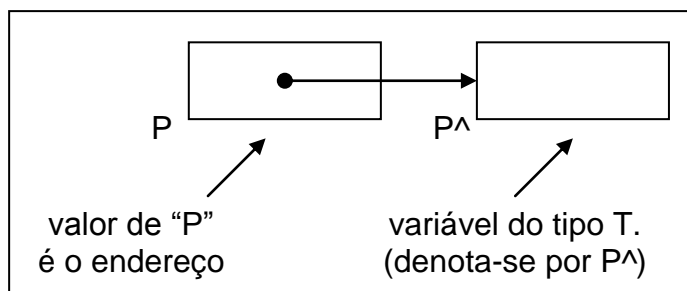 P
P^
valor de “P”
é o endereço
variável do tipo T.
(denota-se por P^)